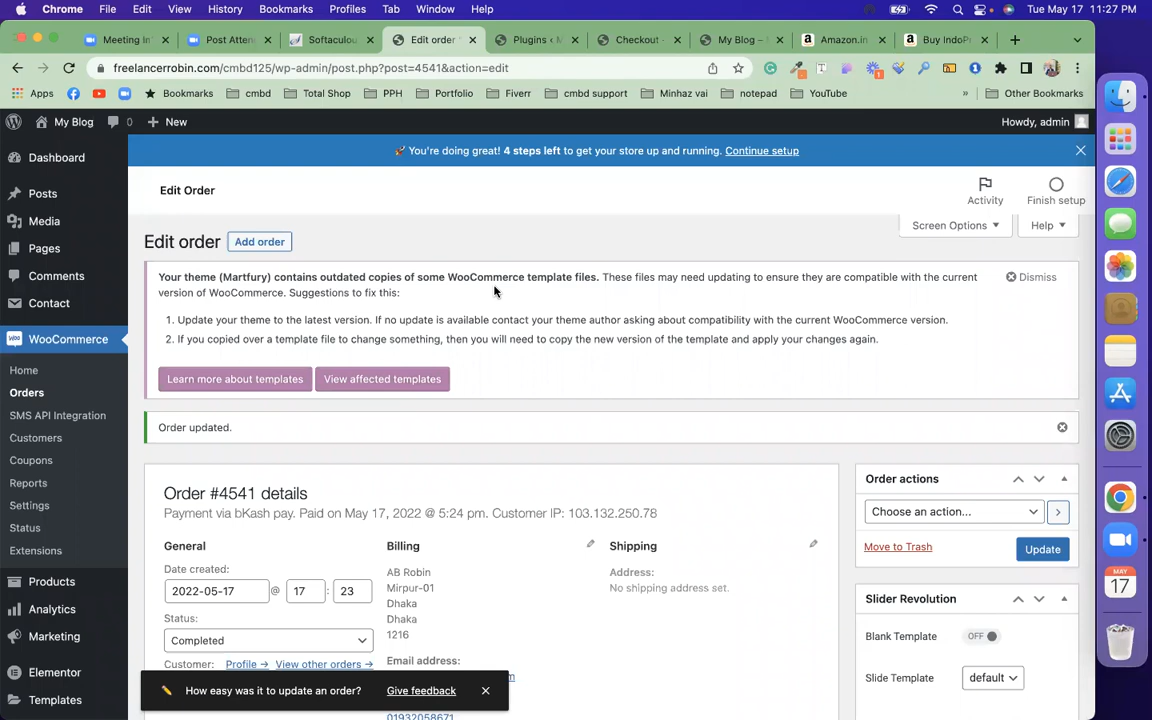 Chrome File Edit View History Bookmarks Profiles Tab Window Help Tue May 17 11:27 PM
Meeting In Post Atten Softaculou Edit order Plugins ‹ M Checkout - My Blog – Amazon.in Buy IndoP
freelancerrobin.com/cmbd125/wp-admin/post.php?post=4541&action=edit
Apps Bookmarks cmbd Total Shop PPH Portfolio Fiverr cmbd support Minhaz vai notepad YouTube » Other Bookmarks
My Blog 0 New Howdy, admin
Dashboard
Posts
Media
Pages
Comments
Contact
WooCommerce
Home
Orders
SMS API Integration
Customers
Coupons
Reports
Settings
Status
Extensions
Products
Analytics
Marketing
Elementor
Templates
🚀 You're doing great! 4 steps left to get your store up and running. Continue setup
Edit Order
Activity
Finish setup
Screen Options
Help
Edit order Add order
Your theme (Martfury) contains outdated copies of some WooCommerce template files. These files may need updating to ensure they are compatible with the current
version of WooCommerce. Suggestions to fix this:
Dismiss
1. Update your theme to the latest version. If no update is available contact your theme author asking about compatibility with the current WooCommerce version.
2. If you copied over a template file to change something, then you will need to copy the new version of the template and apply your changes again.
Learn more about templates View affected templates
Order updated.
Order #4541 details
Payment via bKash pay. Paid on May 17, 2022 @ 5:24 pm. Customer IP: 103.132.250.78
General
Date created:
2022-05-17 @ 17 : 23
Status:
Completed
Customer: Profile → View other orders →
Billing
AB Robin
Mirpur-01
Dhaka
Dhaka
1216
Email address:
01932058671
Shipping
Address:
No shipping address set.
Order actions
Choose an action...
Move to Trash Update
Slider Revolution
Blank Template OFF
Slide Template default
✏️ How easy was it to update an order? Give feedback
MAY
17